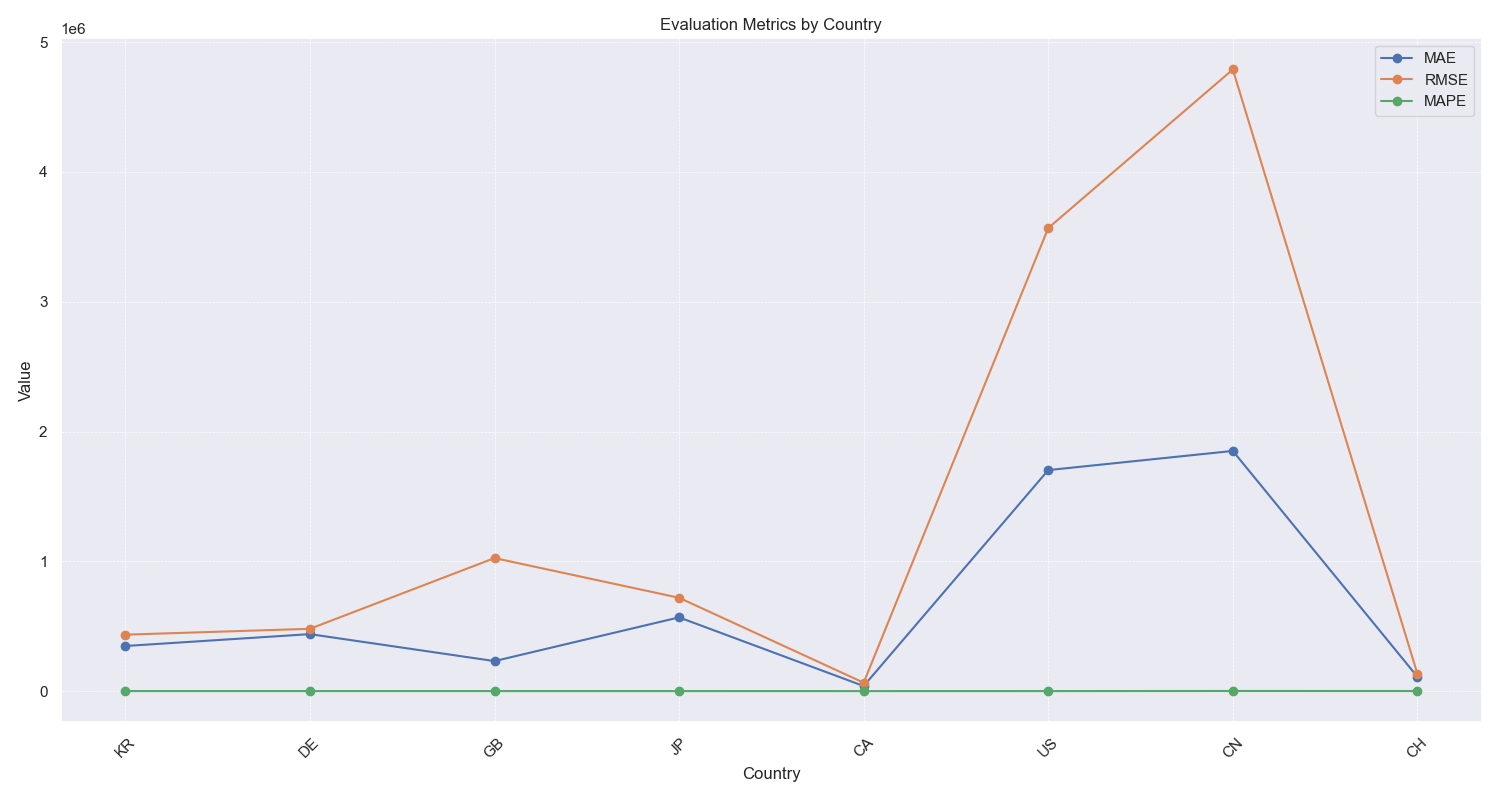 Evaluation Metrics by Country
1e6
5
4
3
2
1
0
Value
MAE
RMSE
MAPE
KR DE GB JP CA US CN CH
Country